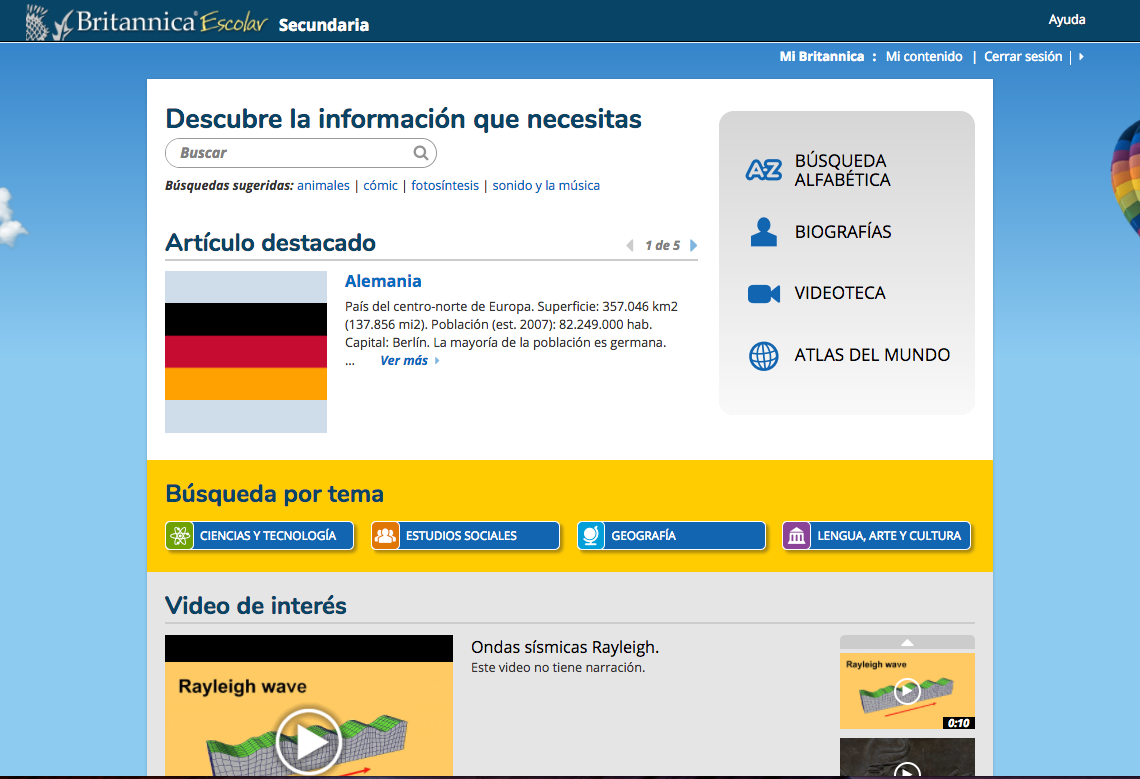 Britannica Escolar Secundaria
Ayuda
Mi Britannica : Mi contenido | Cerrar sesión |
Descubre la información que necesitas
Buscar
Búsquedas sugeridas: animales | cómic | fotosíntesis | sonido y la música
Artículo destacado
1 de 5
Alemania
País del centro-norte de Europa. Superficie: 357.046 km2
(137.856 mi2). Población (est. 2007): 82.249.000 hab.
Capital: Berlín. La mayoría de la población es germana.
... Ver más
AZ BÚSQUEDA
ALFABÉTICA
BIOGRAFÍAS
VIDEOTECA
ATLAS DEL MUNDO
Búsqueda por tema
CIENCIAS Y TECNOLOGÍA
ESTUDIOS SOCIALES
GEOGRAFÍA
LENGUA, ARTE Y CULTURA
Video de interés
Rayleigh wave
Ondas sísmicas Rayleigh.
Este video no tiene narración.
Rayleigh wave
0:10